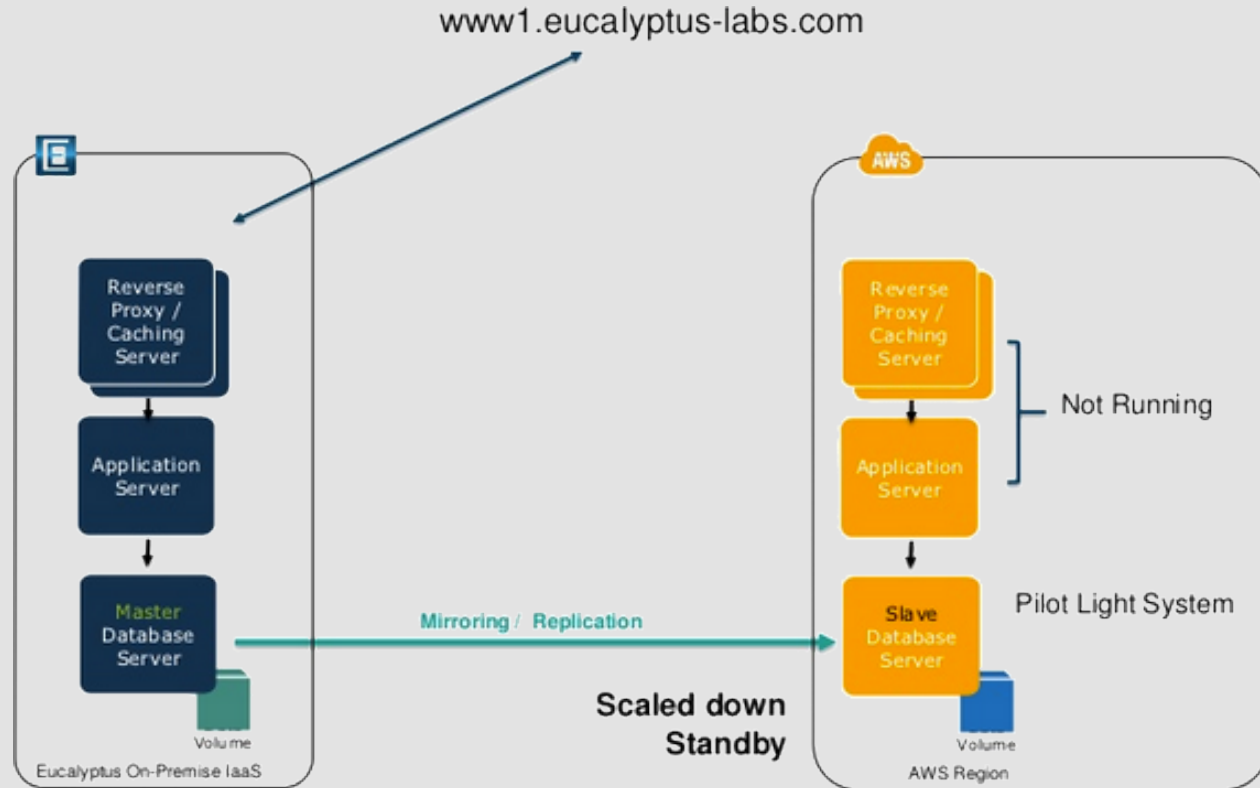 www1.eucalyptus-labs.com
AWS
Reverse
Proxy /
Caching
Server
Application
Server
Master
Database
Server
Volume
Eucalyptus On-Premise IaaS
Mirroring / Replication
Scaled down
Standby
Reverse
Proxy /
Caching
Server
Application
Server
Slave
Database
Server
Volume
AWS Region
Not Running
Pilot Light System